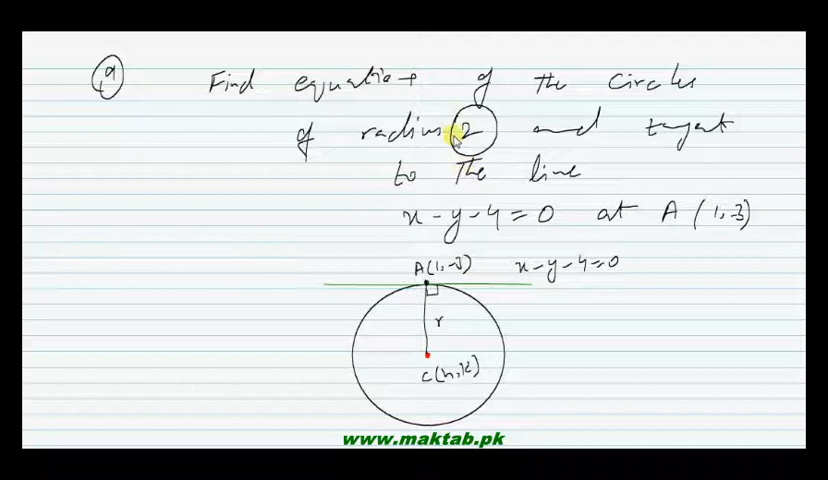 9
Find equation of the Circles
of radius 2 and tangent
to the line
x-y-4=0 at A (1,-3)
A(1,-3) x-y-4=0
r
C(h,k)
www.maktab.pk